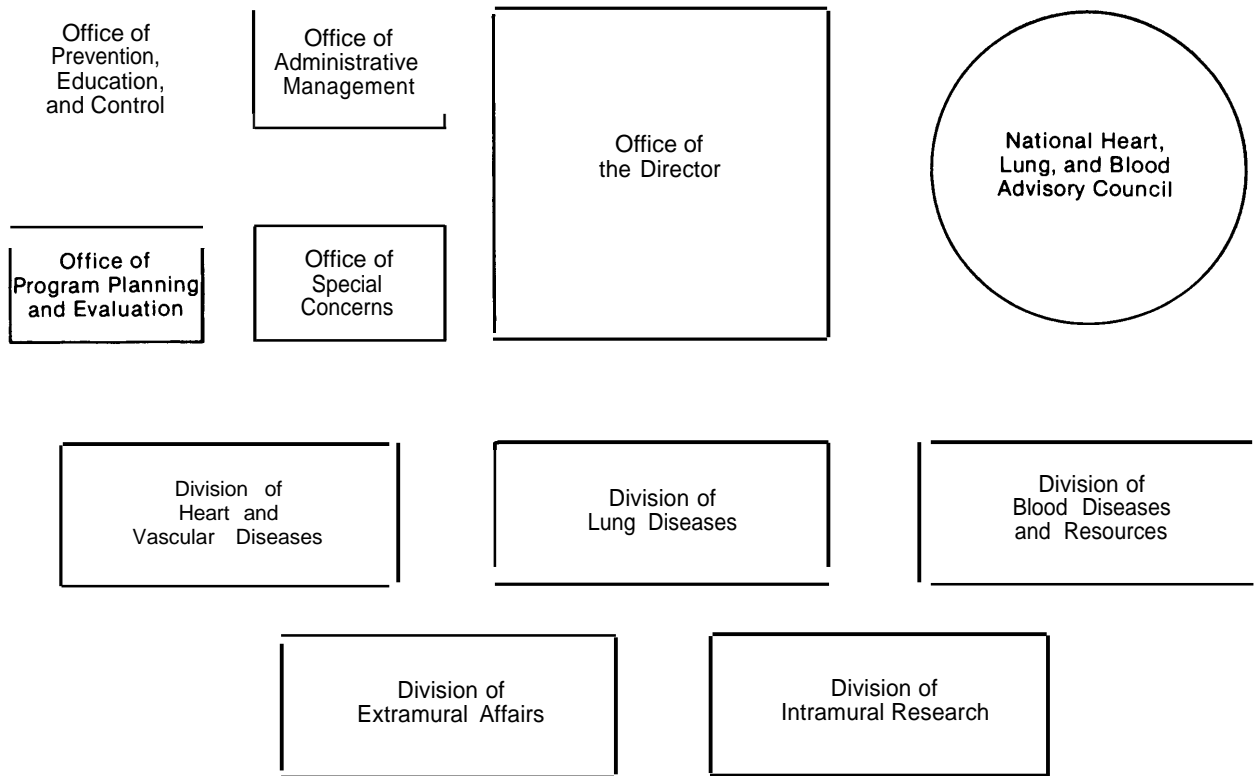 Office of
Prevention,
Education,
and Control
Office of
Administrative
Management
Office of
the Director
National Heart,
Lung, and Blood
Advisory Council
Office of
Program Planning
and Evaluation
Office of
Special
Concerns
Division of
Heart and
Vascular Diseases
Division of
Lung Diseases
Division of
Blood Diseases
and Resources
Division of
Extramural Affairs
Division of
Intramural Research